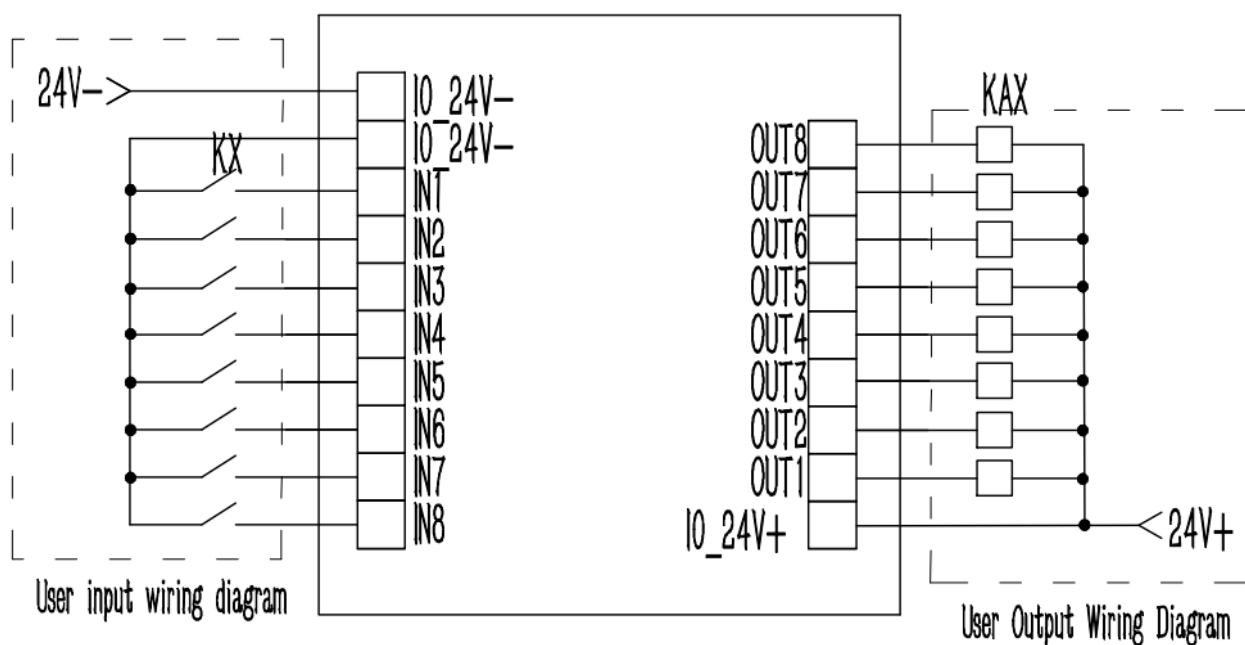 24V-
IO_24V-
IO_24V-
KX
IN1
IN2
IN3
IN4
IN5
IN6
IN7
IN8
User input wiring diagram
KAX
OUT8
OUT7
OUT6
OUT5
OUT4
OUT3
OUT2
OUT1
IO_24V+
24V+
User Output Wiring Diagram